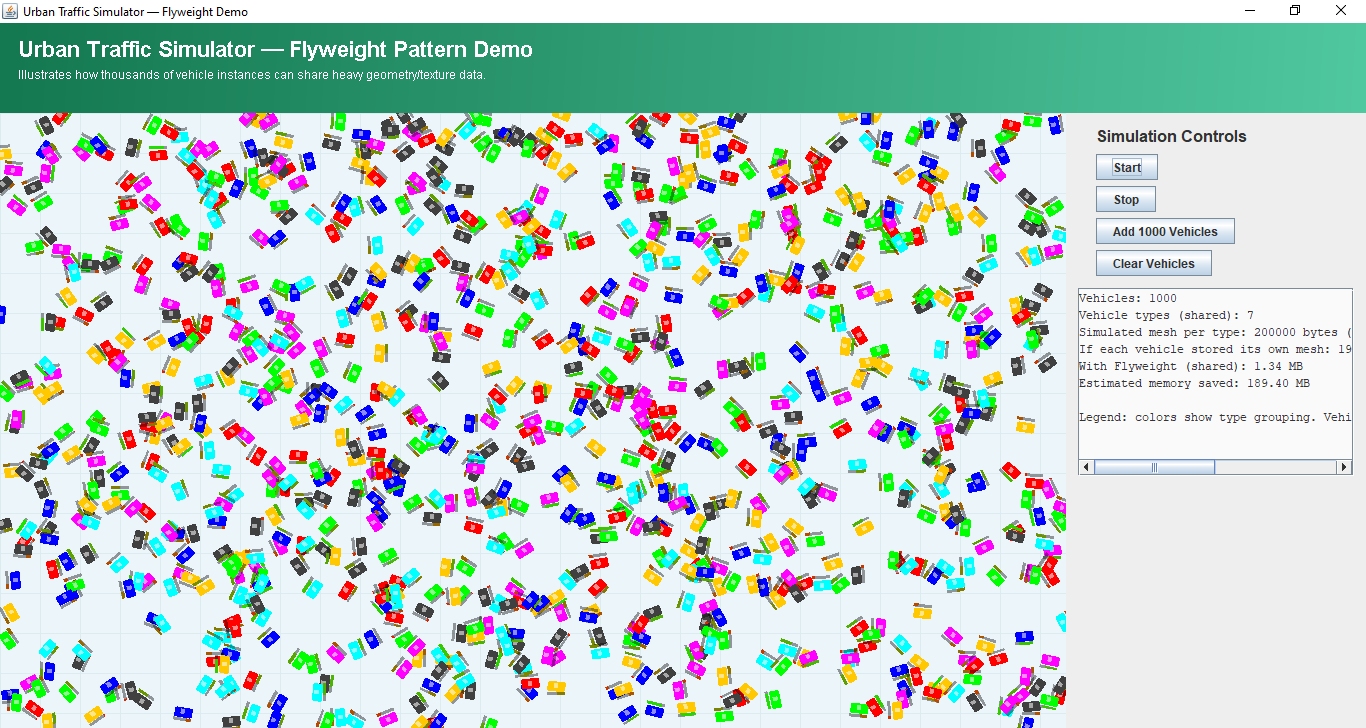 Urban Traffic Simulator — Flyweight Demo
Urban Traffic Simulator — Flyweight Pattern Demo
Illustrates how thousands of vehicle instances can share heavy geometry/texture data.
Simulation Controls
Start
Stop
Add 1000 Vehicles
Clear Vehicles
Vehicles: 1000
Vehicle types (shared): 7
Simulated mesh per type: 200000 bytes (
If each vehicle stored its own mesh: 19
With Flyweight (shared): 1.34 MB
Estimated memory saved: 189.40 MB
Legend: colors show type grouping. Vehi